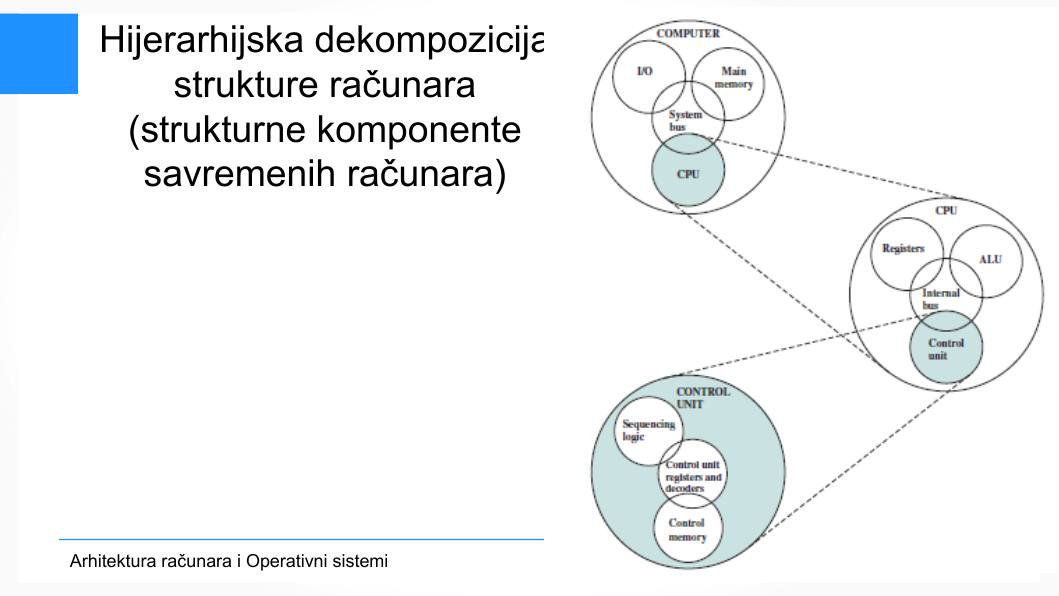 Hijerarhijska dekompozicija
strukture računara
(strukturne komponente
savremenih računara)
COMPUTER
I/O
Main
memory
System
bus
CPU
CPU
Registers
ALU
Internal
bus
Control
unit
CONTROL
UNIT
Sequencing
logic
Control unit
registers and
decoders
Control
memory
Arhitektura računara i Operativni sistemi